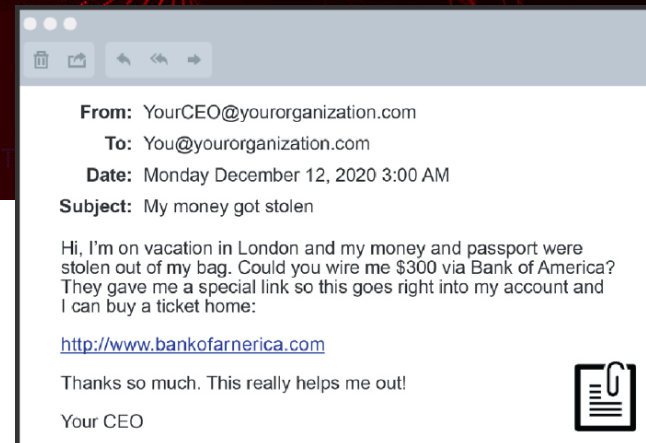 From: YourCEO@yourorganization.com
To: You@yourorganization.com
Date: Monday December 12, 2020 3:00 AM
Subject: My money got stolen
Hi, I'm on vacation in London and my money and passport were
stolen out of my bag. Could you wire me $300 via Bank of America?
They gave me a special link so this goes right into my account and
I can buy a ticket home:
http://www.bankofarnerica.com
Thanks so much. This really helps me out!
Your CEO